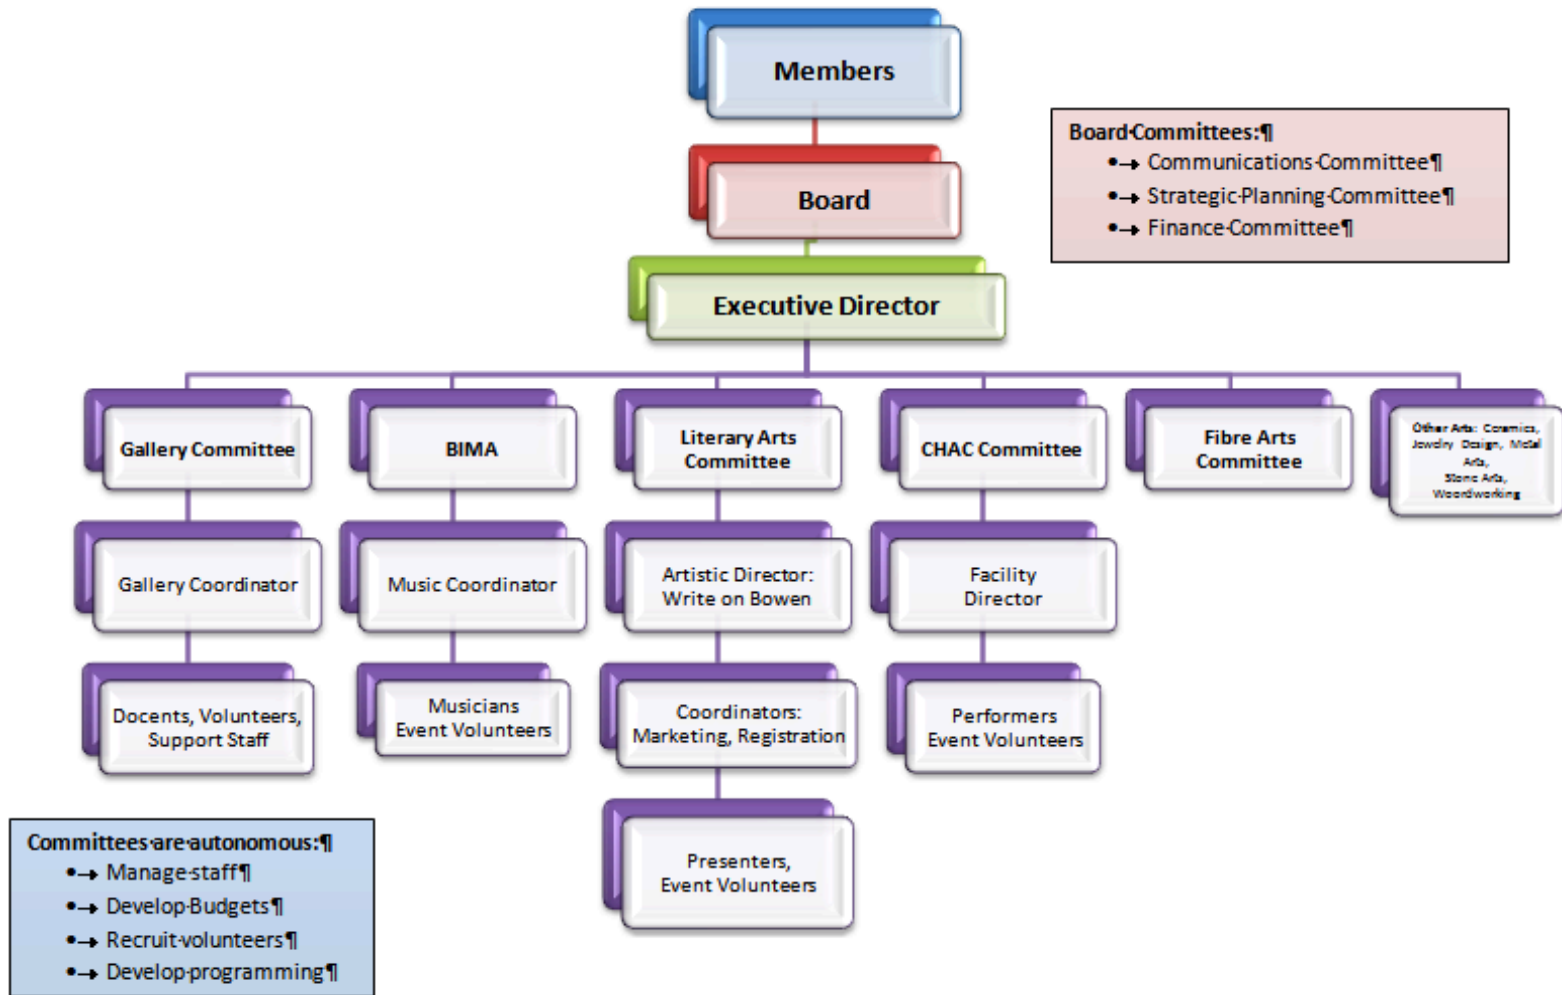 Members
Board·Committees:¶
•→ Communications·Committee¶
•→ Strategic·Planning·Committee¶
•→ Finance·Committee¶
Board
Executive Director
Gallery Committee
BIMA
Literary Arts
Committee
CHAC Committee
Fibre Arts
Committee
Other Arts: Ceramics,
Jewelry Design, Metal
Arts,
Stone Arts,
Woordworking
Gallery Coordinator
Music Coordinator
Artistic Director:
Write on Bowen
Facility
Director
Docents, Volunteers,
Support Staff
Musicians
Event Volunteers
Coordinators:
Marketing, Registration
Performers
Event Volunteers
Presenters,
Event Volunteers
Committees·are·autonomous:¶
•→ Manage·staff¶
•→ Develop·Budgets¶
•→ Recruit·volunteers¶
•→ Develop·programming¶